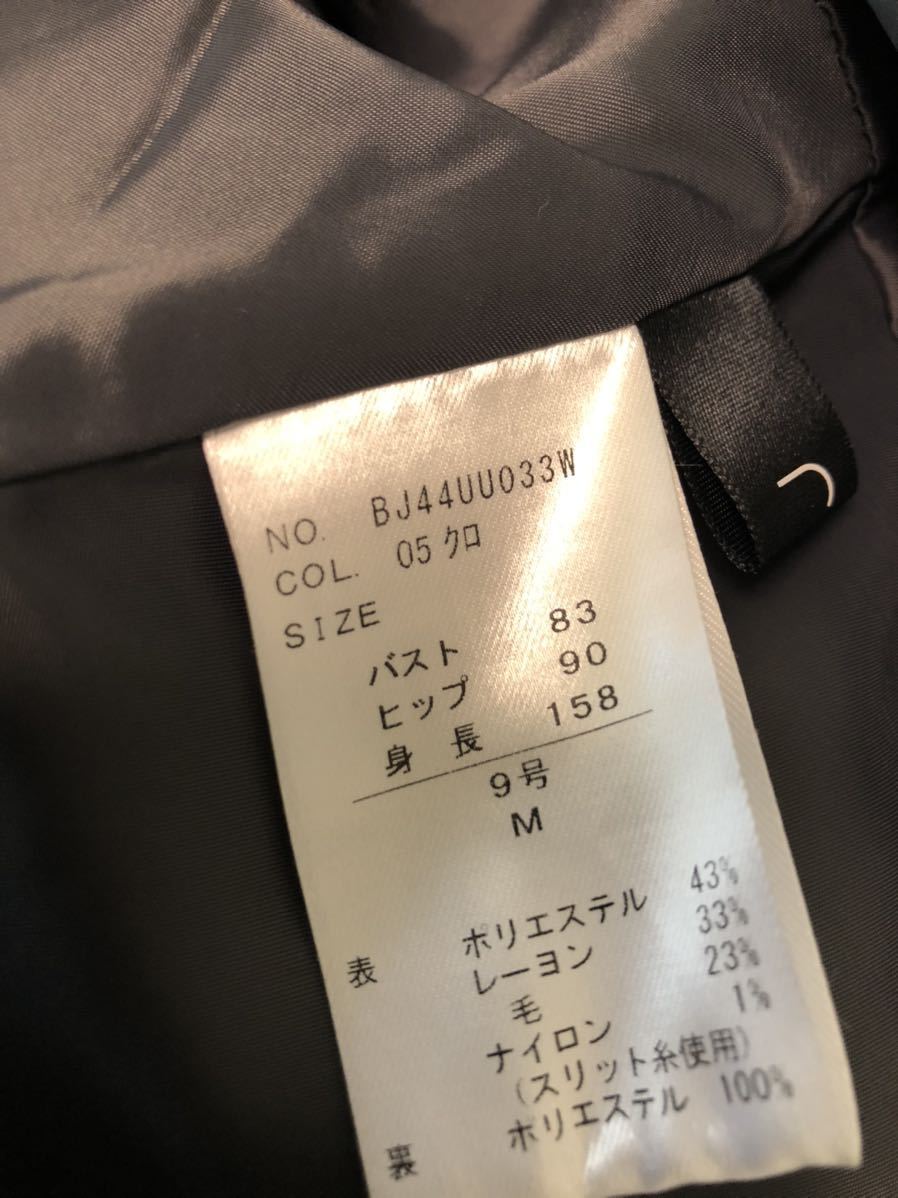 NO. BJ44UU033W
COL. 05 クロ
SIZE
バスト 83
ヒップ 90
身長 158
9号
M
表 ポリエステル 43%
レーヨン 33%
毛 23%
ナイロン 1%
(スリット糸使用)
裏 ポリエステル 100%